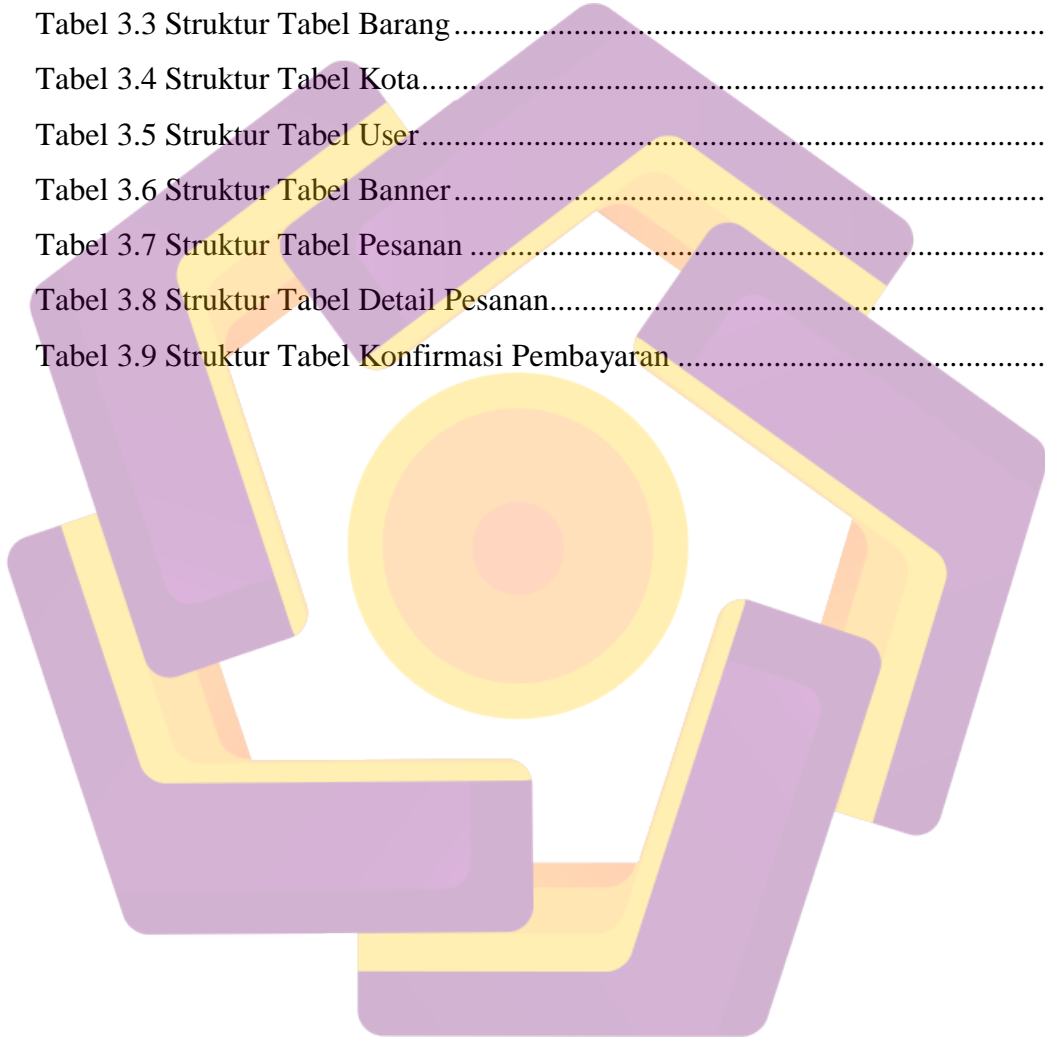 Tabel 3.3 Struktur Tabel Barang ........................................................................
Tabel 3.4 Struktur Tabel Kota............................................................................
Tabel 3.5 Struktur Tabel User............................................................................
Tabel 3.6 Struktur Tabel Banner ........................................................................
Tabel 3.7 Struktur Tabel Pesanan ......................................................................
Tabel 3.8 Struktur Tabel Detail Pesanan............................................................
Tabel 3.9 Struktur Tabel Konfirmasi Pembayaran .............................................